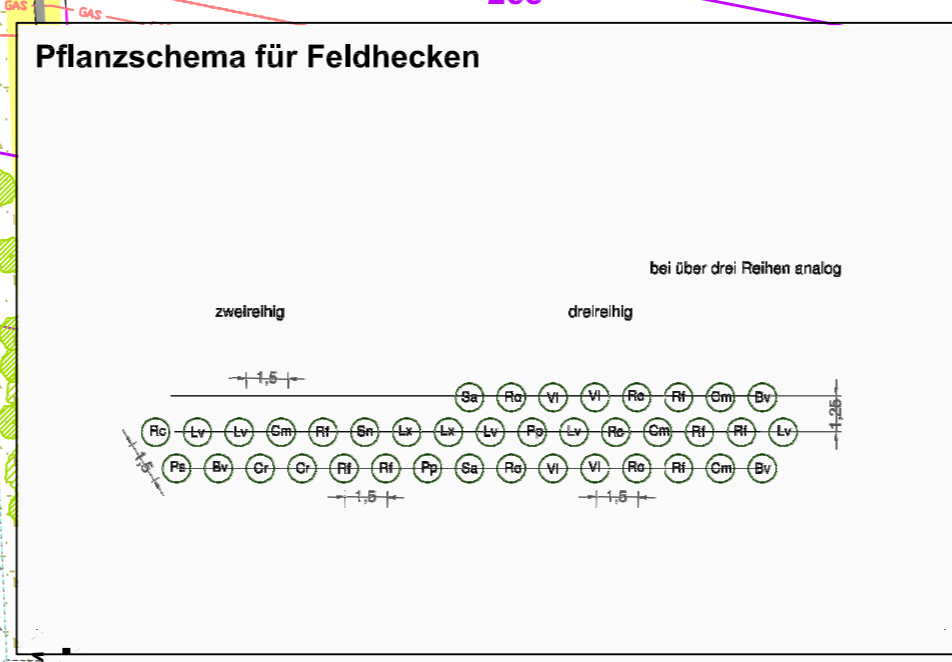 GAS
GAS
Pflanzschema für Feldhecken
bei über drei Reihen analog
zweireihig dreireihig
1,5
Sa Rc Vl Vl Rc Rf Cm Bv
1,25
Rc Lv Lv Cm Rf Sn Lx Lx Lv Pp Lv Rc Cm Rf Rf Lv
1,5
Ps Bv Cr Cr Rf Rf Pp Sa Rc Vl Vl Rc Rf Cm Bv
1,5 1,5